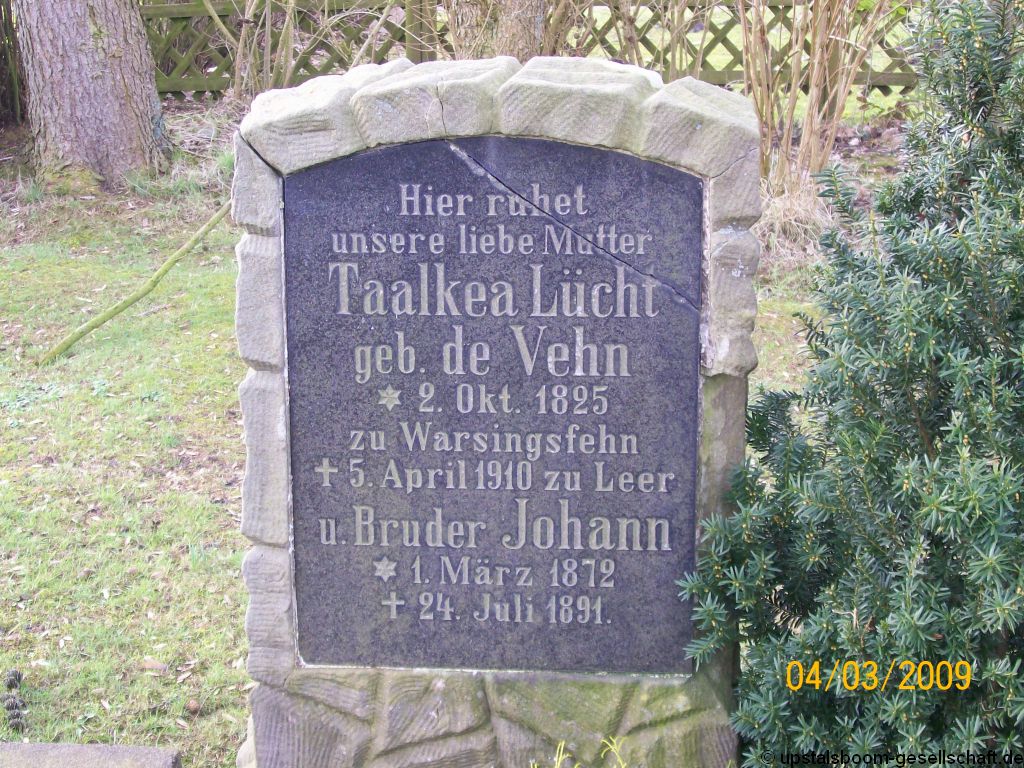 Hier ruhet
unsere liebe Mutter
Taalkea Lücht
geb. de Vehn
* 2. Okt. 1825
zu Warsingsfehn
† 5. April 1910 zu Leer
u. Bruder Johann
* 1. März 1872
† 24. Juli 1891.
04/03/2009
© upstalsboom-gesellschaft.de